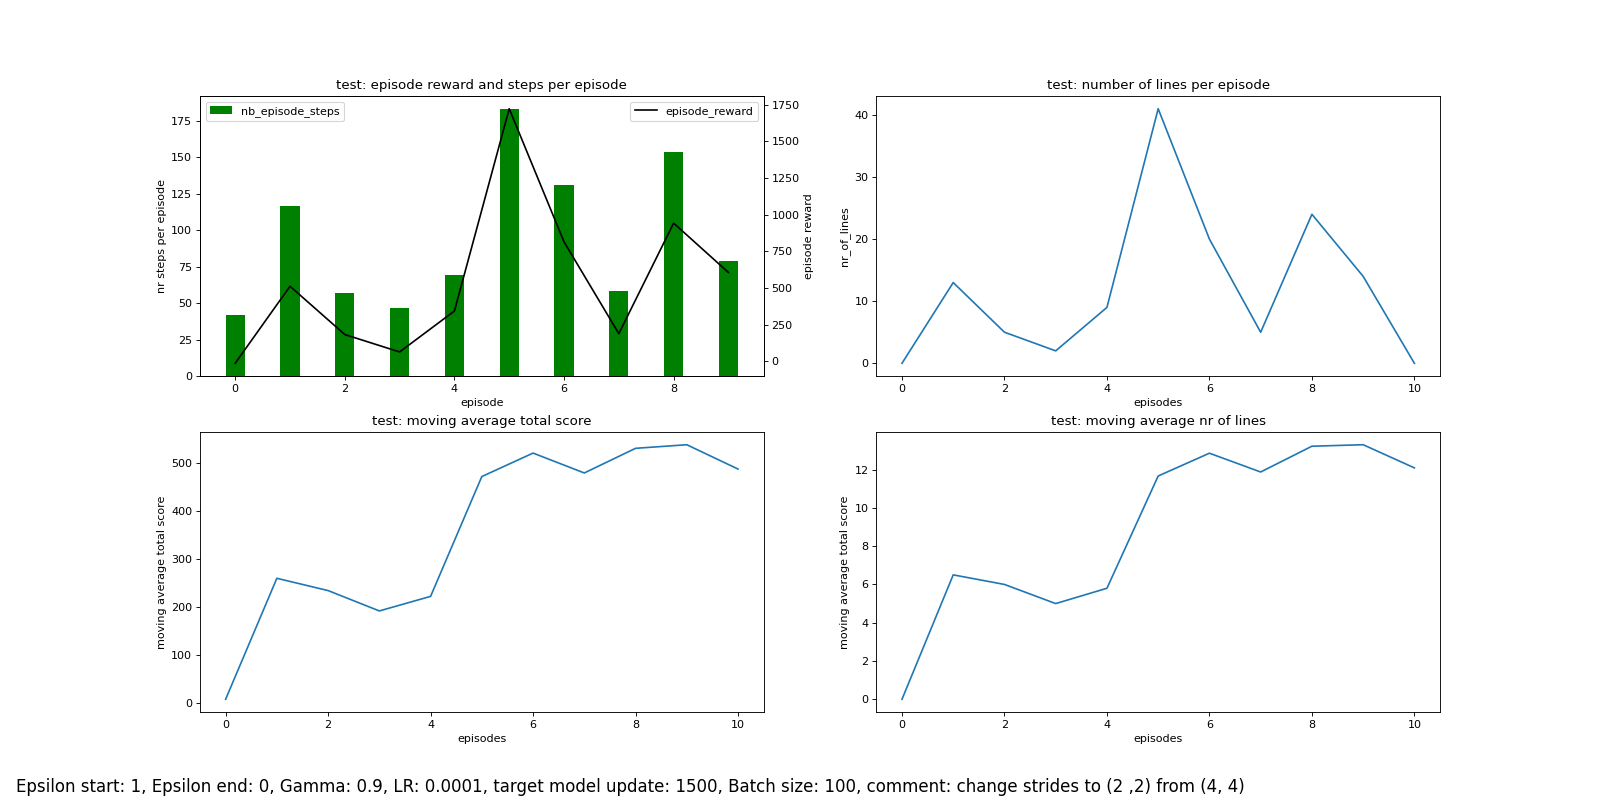 test: episode reward and steps per episode
nb_episode_steps
episode_reward
nr steps per episode
175
150
125
100
75
50
25
0
1750
1500
1250
1000
750
500
250
0
episode reward
0 2 4 6 8
episode
test: number of lines per episode
nr_of_lines
40
30
20
10
0
0 2 4 6 8 10
episodes
test: moving average total score
moving average total score
500
400
300
200
100
0
0 2 4 6 8 10
episodes
test: moving average nr of lines
moving average total score
12
10
8
6
4
2
0
0 2 4 6 8 10
episodes
Epsilon start: 1, Epsilon end: 0, Gamma: 0.9, LR: 0.0001, target model update: 1500, Batch size: 100, comment: change strides to (2 ,2) from (4, 4)